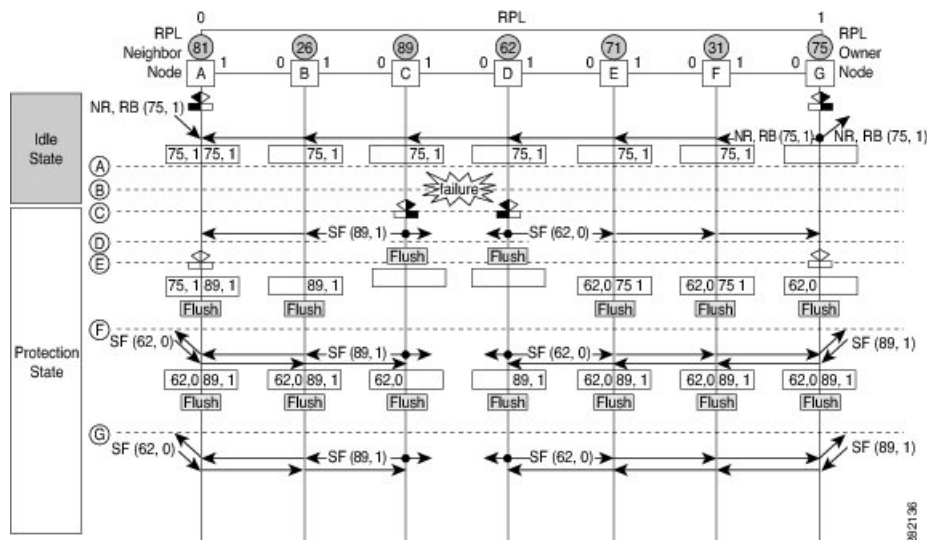 0 RPL 1
RPL Neighbor Node
81 26 89 62 71 31 75
RPL Owner Node
0 A 1 0 B 1 0 C 1 0 D 1 0 E 1 0 F 1 0 G 1
Idle State
NR, RB (75, 1)
NR, RB (75, 1) NR, RB (75, 1)
75, 1 75, 1 75, 1 75, 1 75, 1 75, 1 75, 1
A
B failure
C
SF (89, 1) SF (62, 0)
D
Flush Flush
E
75, 1 89, 1 89, 1 62,0 75 1 62,0 75 1 62,0
Flush Flush Flush Flush
Protection State
F
SF (62, 0) SF (89, 1) SF (62, 0) SF (89, 1)
62,0 89, 1 62,0 89, 1 62,0 89, 1 62,0 89, 1 62,0 89, 1 62,0 89, 1
Flush Flush Flush Flush Flush Flush Flush
G
SF (62, 0) SF (89, 1) SF (62, 0) SF (89, 1)
282136